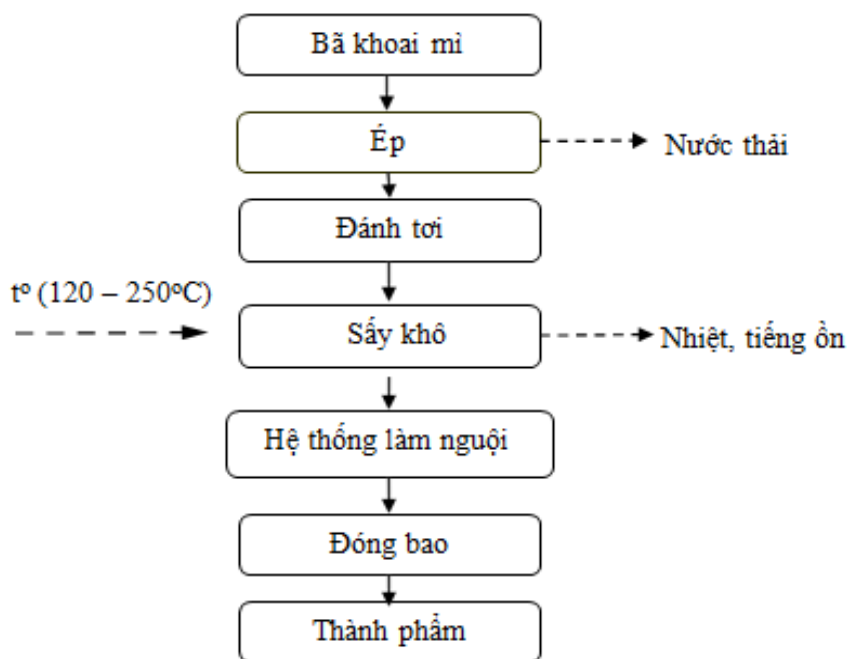 Bã khoai mì
Ép
Nước thải
Đánh tơi
tº (120 – 250ºC)
Sấy khô
Nhiệt, tiếng ồn
Hệ thống làm nguội
Đóng bao
Thành phẩm